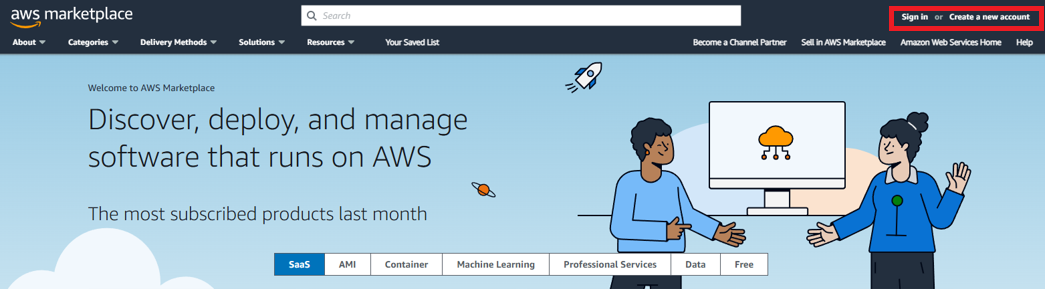 aws marketplace
Search
Sign in or Create a new account
About Categories Delivery Methods Solutions Resources Your Saved List Become a Channel Partner Sell in AWS Marketplace Amazon Web Services Home Help
Welcome to AWS Marketplace
Discover, deploy, and manage
software that runs on AWS
The most subscribed products last month
SaaS AMI Container Machine Learning Professional Services Data Free